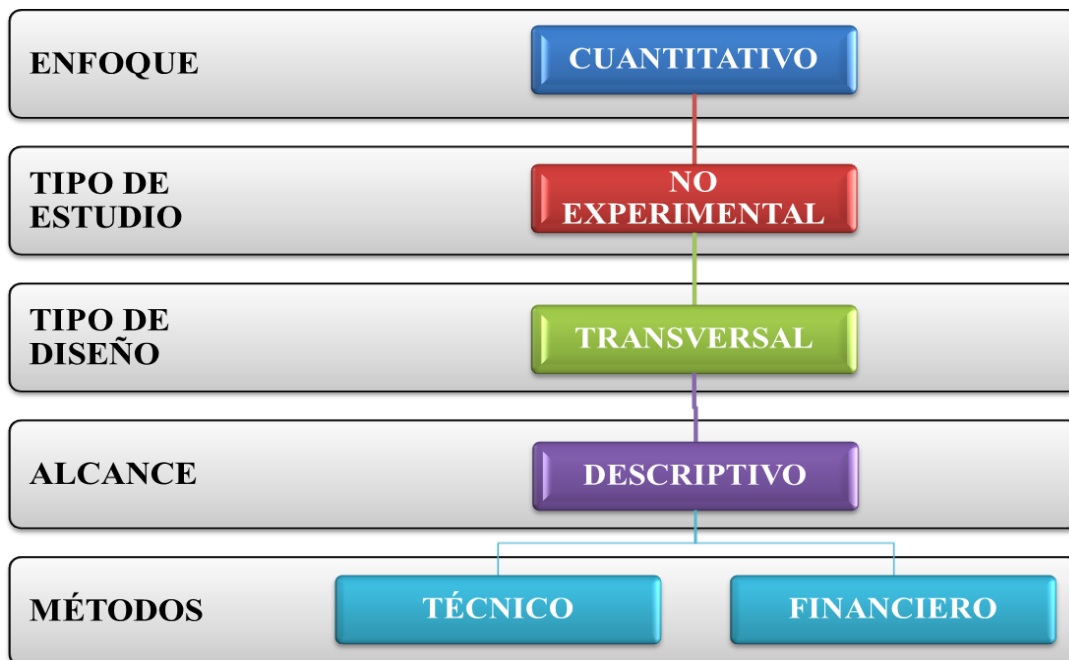 ENFOQUE
CUANTITATIVO
TIPO DE
ESTUDIO
NO
EXPERIMENTAL
TIPO DE
DISEÑO
TRANSVERSAL
ALCANCE
DESCRIPTIVO
MÉTODOS
TÉCNICO
FINANCIERO